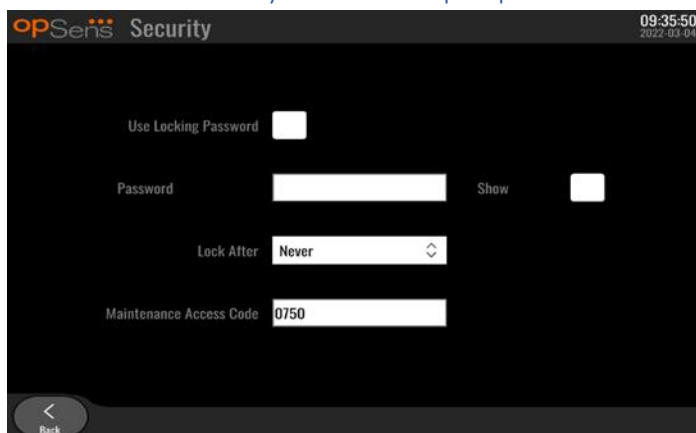 opSens Security
09:35:50
2022-03-04
Use Locking Password
Password
Show
Lock After
Never
Maintenance Access Code
0750
Back